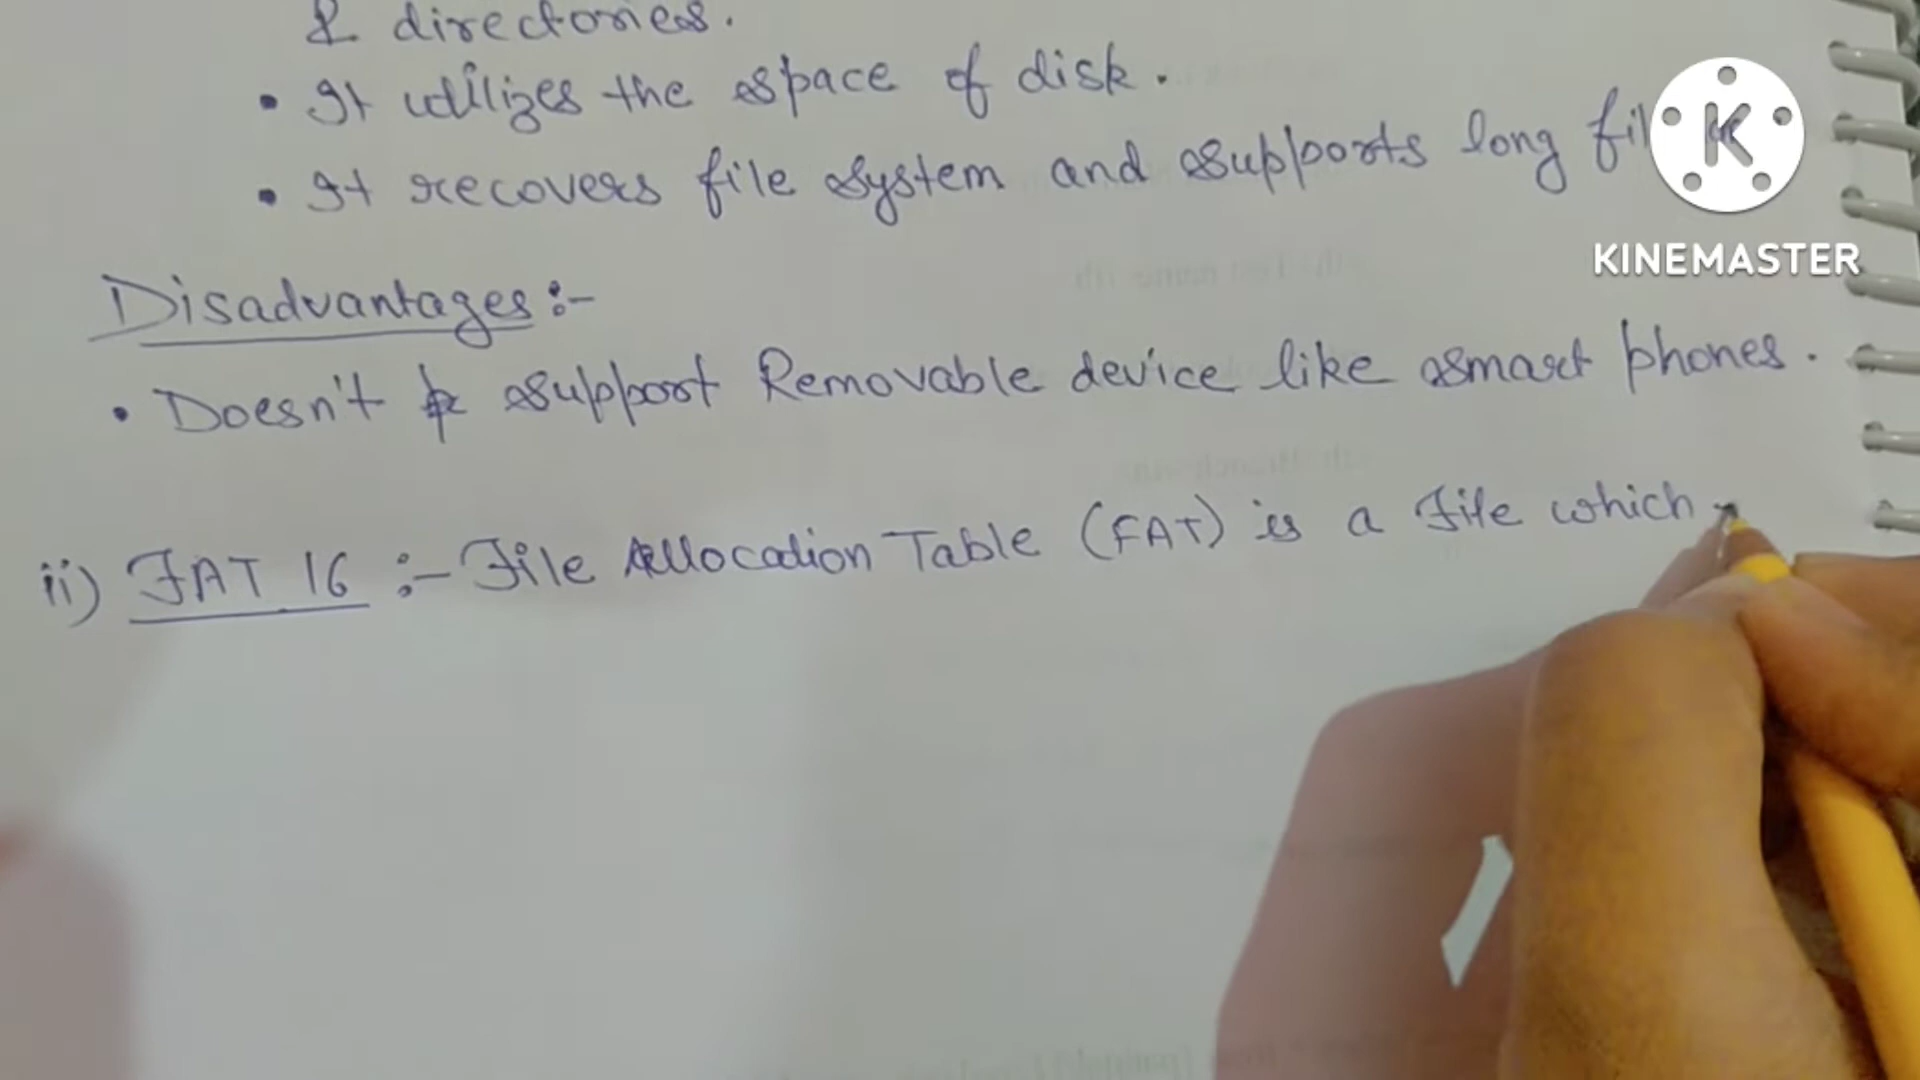 & directories.
• It utilizes the space of disk.
• It recovers file system and supports long
K
KINEMASTER
Disadvantages :-
• Doesn't support Removable device like smart phones.
ii) FAT 16 :- File Allocation Table (FAT) is a File which